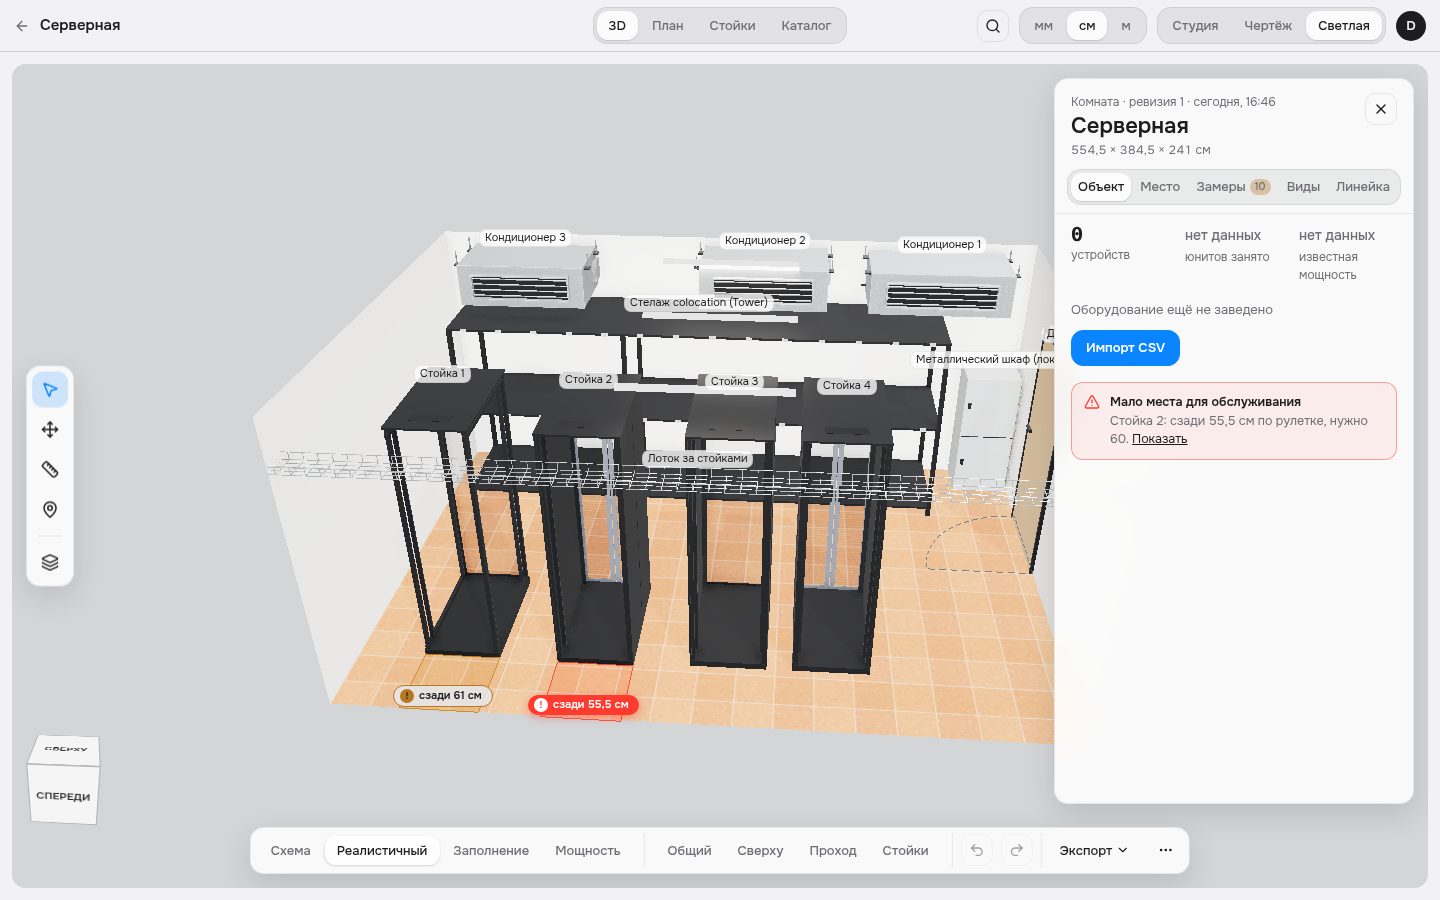 Серверная
3D План Стойки Каталог
мм см м
Студия Чертёж Светлая
D
Комната · ревизия 1 · сегодня, 16:46
Серверная
554,5 × 384,5 × 241 см
Объект Место Замеры 10 Виды Линейка
0
устройств
нет данных
юнитов занято
нет данных
известная
мощность
Оборудование ещё не заведено
Импорт CSV
Мало места для обслуживания
Стойка 2: сзади 55,5 см по рулетке, нужно
60. Показать
Кондиционер 3
Кондиционер 2
Кондиционер 1
Стелаж colocation (Tower)
Металлический шкаф (лок
Стойка 1
Стойка 2
Стойка 3
Стойка 4
Лоток за стойками
! сзади 61 см
! сзади 55,5 см
СВЕРХУ
СПЕРЕДИ
Схема Реалистичный Заполнение Мощность Общий Сверху Проход Стойки Экспорт